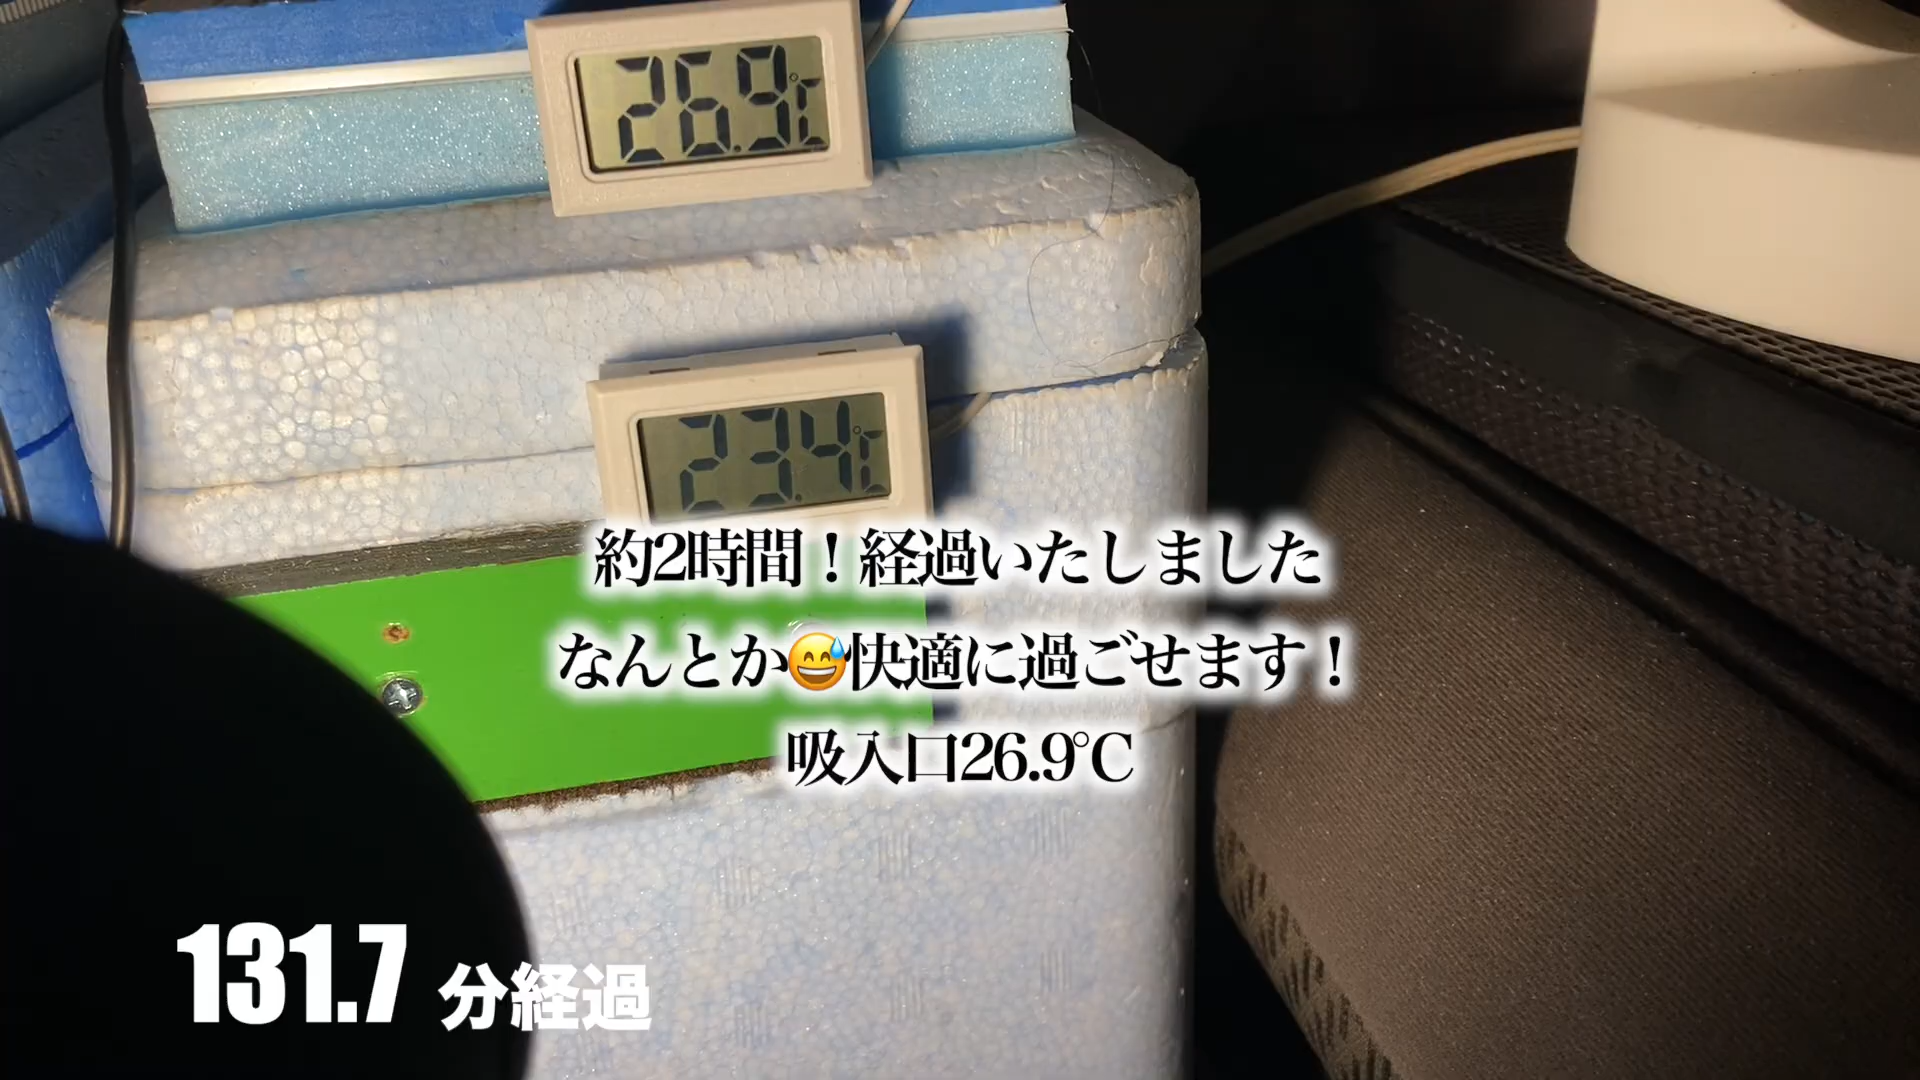 26.9℃
23.4℃
約2時間！経過いたしました
なんとか😅快適に過ごせます！
吸入口26.9℃
131.7 分経過